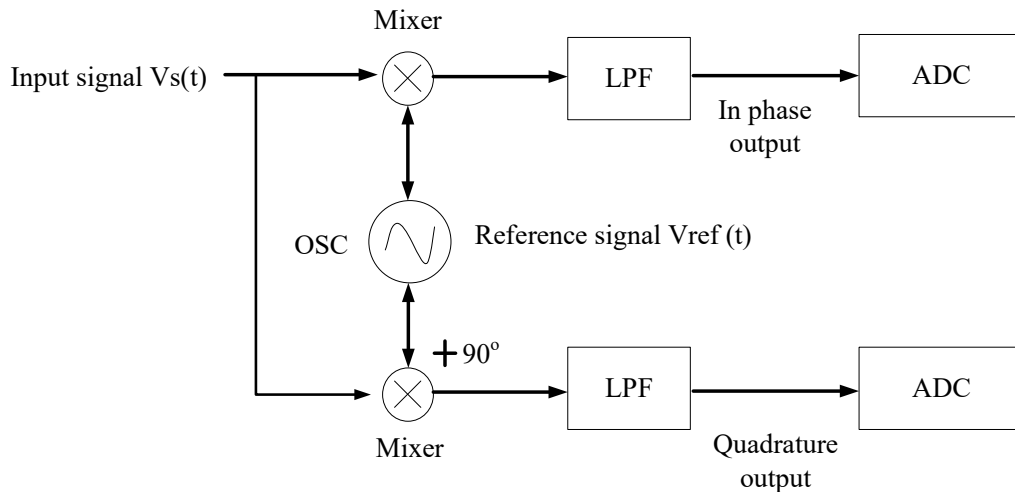 Mixer
Input signal Vs(t)
LPF
ADC
In phase
output
OSC
Reference signal Vref (t)
+ 90°
LPF
ADC
Mixer
Quadrature
output